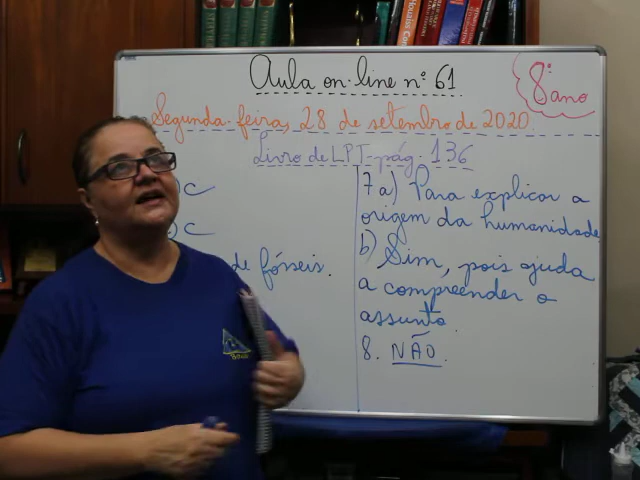 Aula on-line nº 61
8º ano
Segunda-feira, 28 de setembro de 2020.
Livro de LPT - pág. 136
) c
) c
de fósseis.
7 a) Para explicar a
origem da humanidade
b) Sim, pois ajuda
a compreender o
assunto.
8. NÃO.